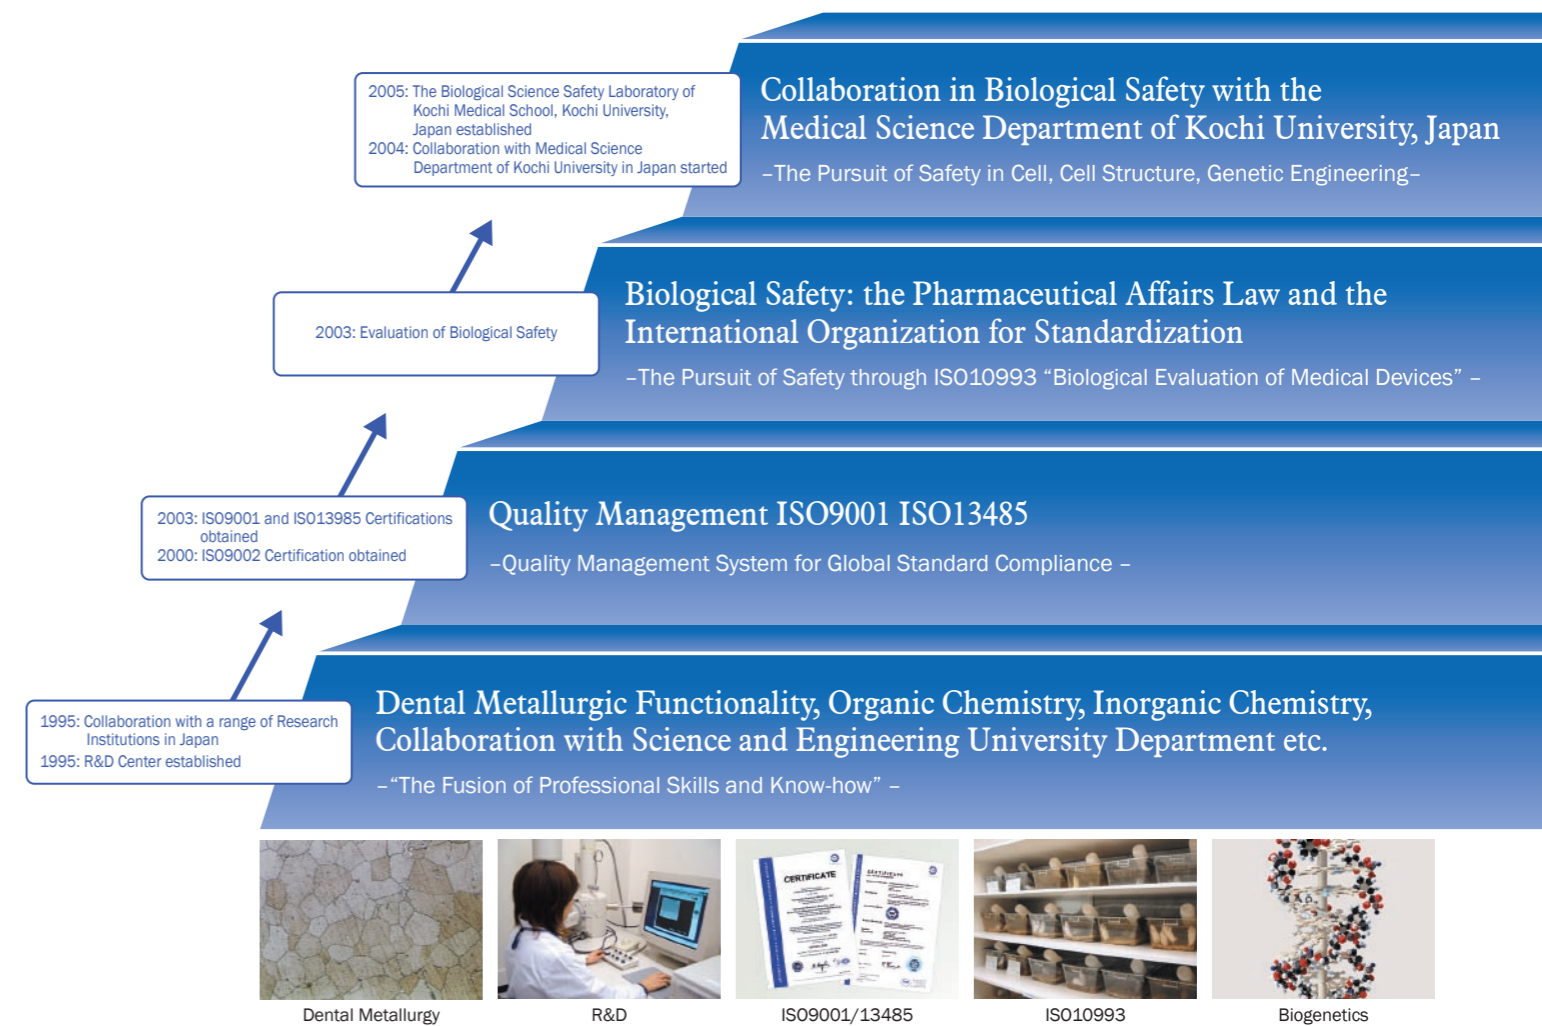 2005: The Biological Science Safety Laboratory of
Kochi Medical School, Kochi University,
Japan established
2004: Collaboration with Medical Science
Department of Kochi University in Japan started
Collaboration in Biological Safety with the
Medical Science Department of Kochi University, Japan
–The Pursuit of Safety in Cell, Cell Structure, Genetic Engineering–
2003: Evaluation of Biological Safety
Biological Safety: the Pharmaceutical Affairs Law and the
International Organization for Standardization
–The Pursuit of Safety through ISO10993 “Biological Evaluation of Medical Devices” –
2003: ISO9001 and ISO13985 Certifications
obtained
2000: ISO9002 Certification obtained
Quality Management ISO9001 ISO13485
–Quality Management System for Global Standard Compliance –
1995: Collaboration with a range of Research
Institutions in Japan
1995: R&D Center established
Dental Metallurgic Functionality, Organic Chemistry, Inorganic Chemistry,
Collaboration with Science and Engineering University Department etc.
–“The Fusion of Professional Skills and Know-how” –
CERTIFICATE
CERTIFICATE
Dental Metallurgy
R&D
ISO9001/13485
ISO10993
Biogenetics